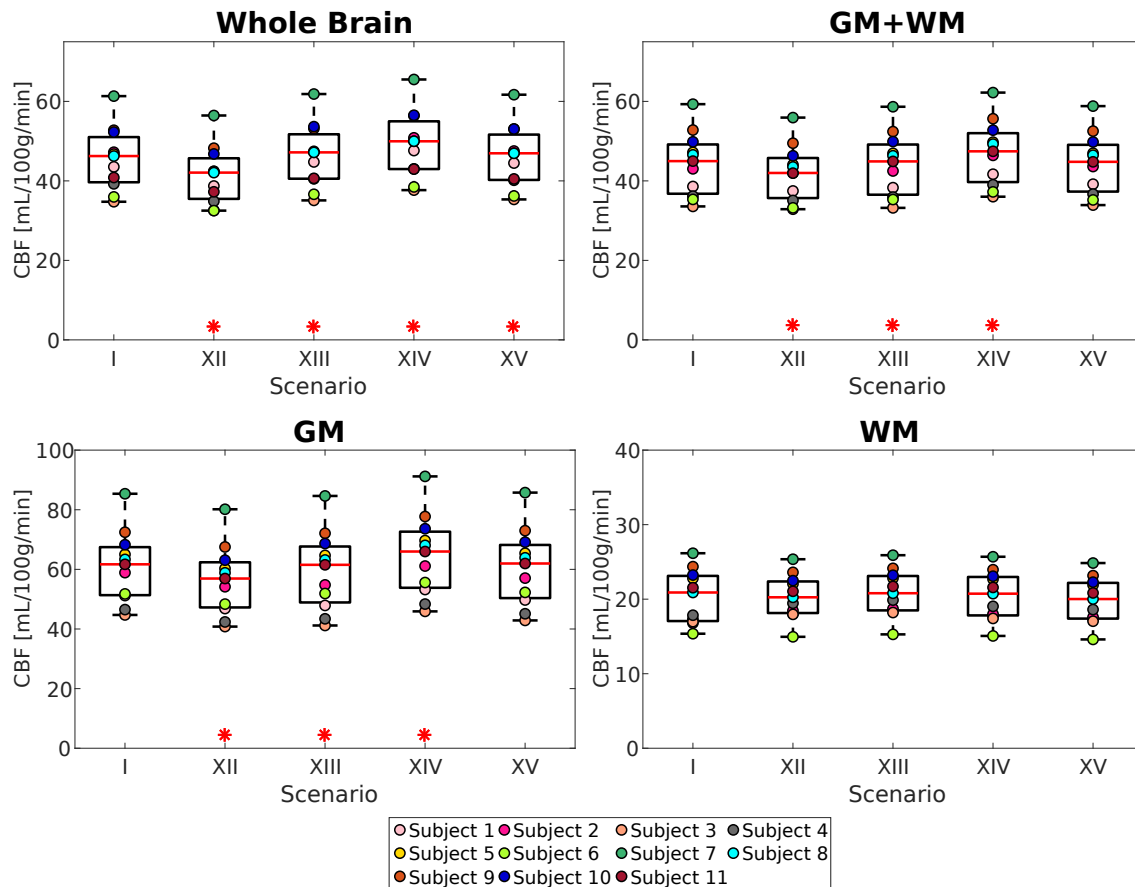 Whole Brain
CBF [mL/100g/min]
60
40
20
0
I XII XIII XIV XV
Scenario
GM+WM
CBF [mL/100g/min]
60
40
20
0
I XII XIII XIV XV
Scenario
GM
CBF [mL/100g/min]
100
80
60
40
20
0
I XII XIII XIV XV
Scenario
WM
CBF [mL/100g/min]
40
30
20
10
0
I XII XIII XIV XV
Scenario
Subject 1 Subject 2 Subject 3 Subject 4
Subject 5 Subject 6 Subject 7 Subject 8
Subject 9 Subject 10 Subject 11